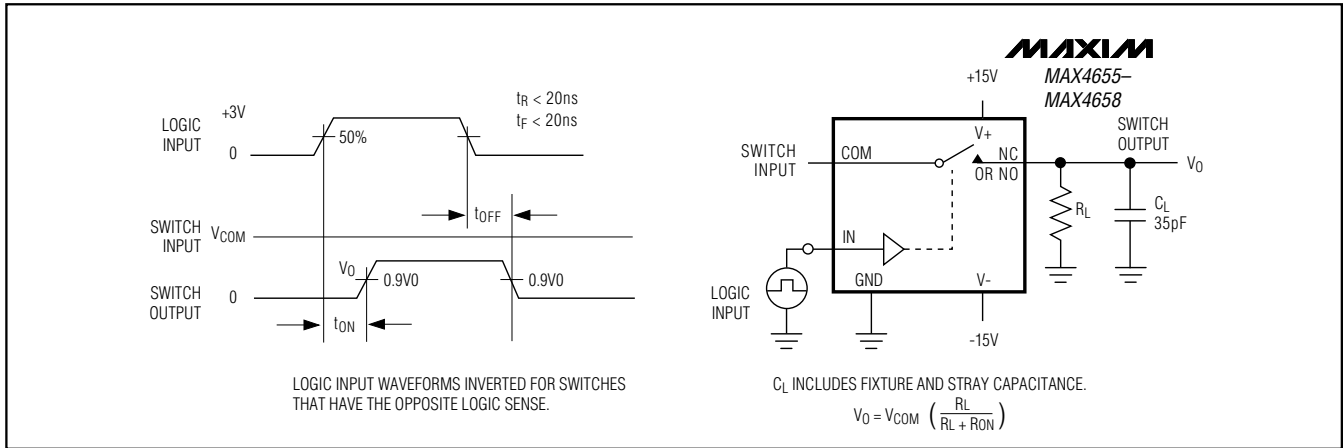 MAXIM
MAX4655–
MAX4658
LOGIC
INPUT
+3V
0
50%
tR < 20ns
tF < 20ns
tOFF
SWITCH
INPUT
VCOM
SWITCH
OUTPUT
VO
0
0.9V0
0.9V0
tON
LOGIC INPUT WAVEFORMS INVERTED FOR SWITCHES
THAT HAVE THE OPPOSITE LOGIC SENSE.
+15V
SWITCH
INPUT
COM
V+
NC
OR NO
SWITCH
OUTPUT
VO
RL
CL
35pF
IN
LOGIC
INPUT
GND
V-
-15V
CL INCLUDES FIXTURE AND STRAY CAPACITANCE.
VO = VCOM ( RL / RL + RON )